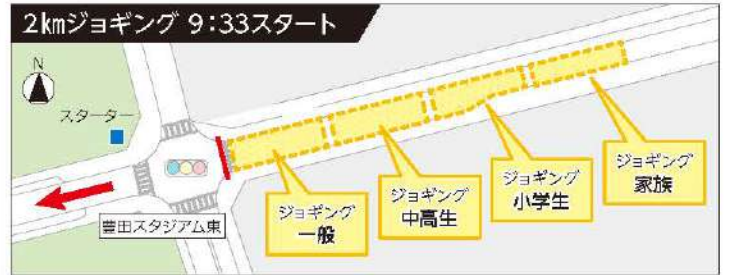 2kmジョギング 9:33スタート
N
スターター
豊田スタジアム東
ジョギング
一般
ジョギング
中高生
ジョギング
小学生
ジョギング
家族